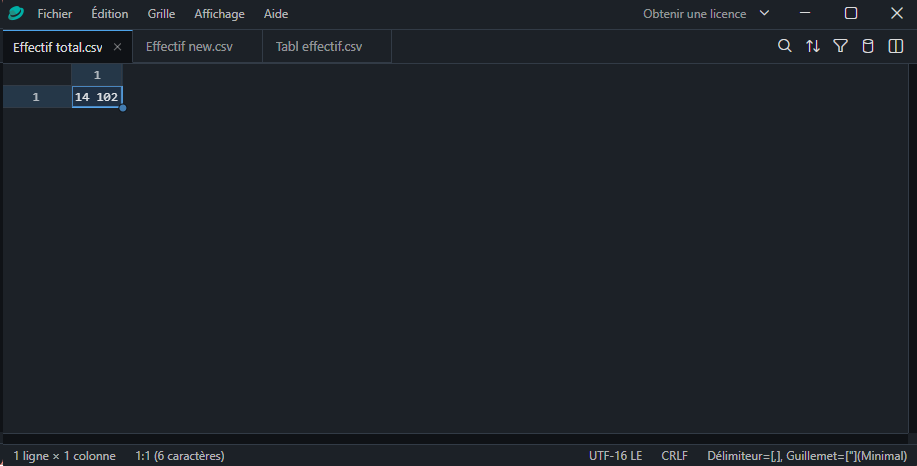 Fichier Édition Grille Affichage Aide Obtenir une licence
Effectif total.csv Effectif new.csv Tabl effectif.csv
1
1 14 102
1 ligne × 1 colonne 1:1 (6 caractères) UTF-16 LE CRLF Délimiteur=[,], Guillemet=["](Minimal)